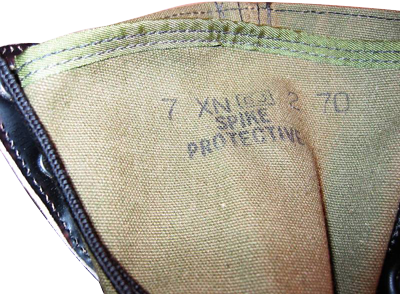 7 XN 2 70
SPIKE
PROTECTIVE